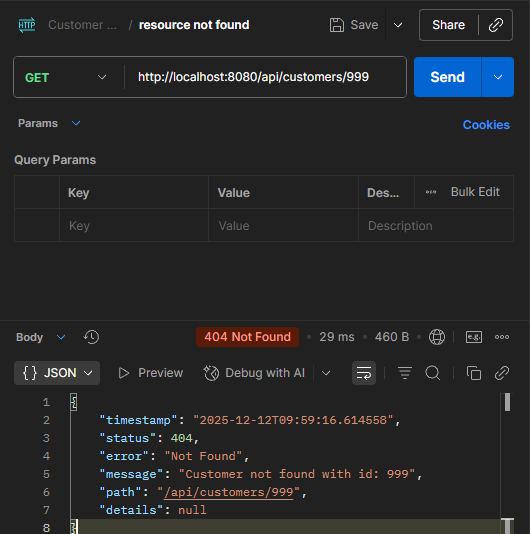 HTTP Customer ... / resource not found Save Share
GET http://localhost:8080/api/customers/999 Send
Params Cookies
Query Params
Key Value Des... Bulk Edit
Key Value Description
Body 404 Not Found • 29 ms • 460 B e.g.
{} JSON Preview Debug with AI
1 {
2 "timestamp": "2025-12-12T09:59:16.614558",
3 "status": 404,
4 "error": "Not Found",
5 "message": "Customer not found with id: 999",
6 "path": "/api/customers/999",
7 "details": null
8 }